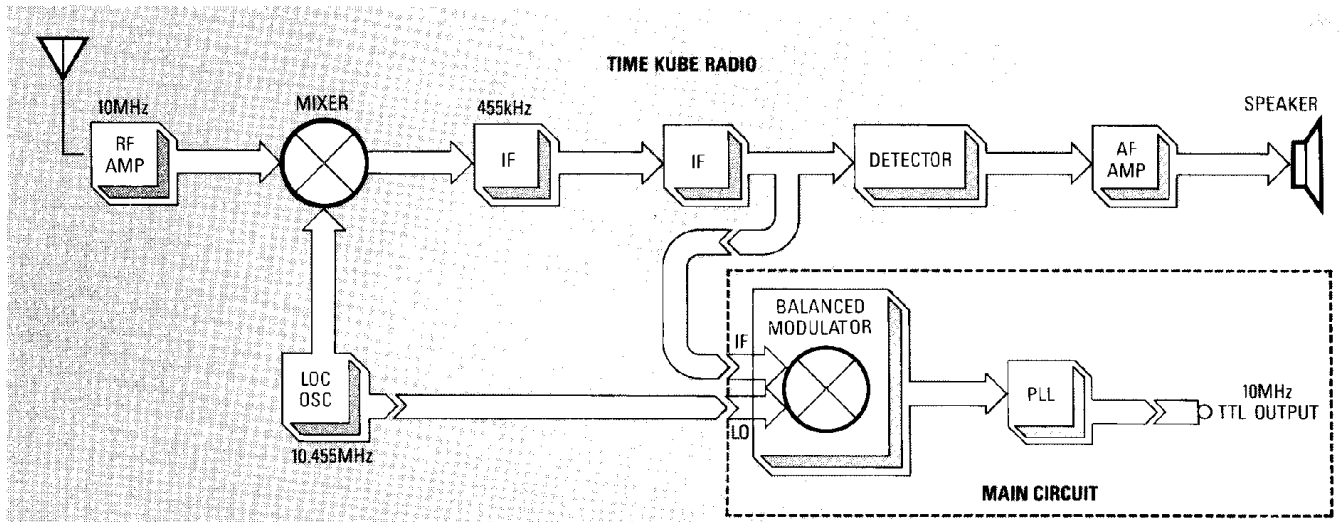 TIME KUBE RADIO
10MHz
RF
AMP
MIXER
455kHz
IF
IF
DETECTOR
AF
AMP
SPEAKER
LOC
OSC
10.455MHz
BALANCED
MODULATOR
IF
LO
PLL
10MHz
TTL OUTPUT
MAIN CIRCUIT